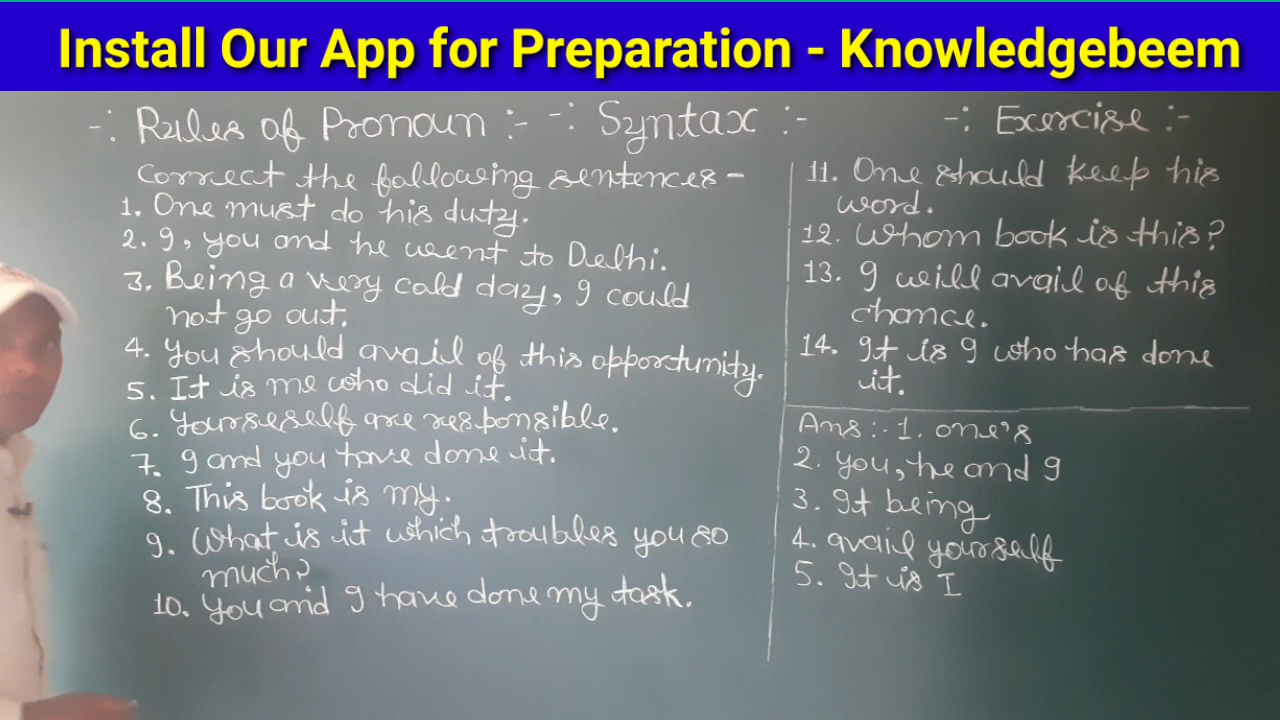 Install Our App for Preparation - Knowledgebeem
-: Rules of Pronoun :- -: Syntax :-
Correct the following sentences -
1. One must do his duty.
2. I, you and he went to Delhi.
3. Being a very cold day, I could
not go out.
4. You should avail of this opportunity.
5. It is me who did it.
6. Yourseself are responsible.
7. I and you have done it.
8. This book is my.
9. What is it which troubles you so
much?
10. You and I have done my task.
-: Exercise :-
11. One should keep his
word.
12. Whom book is this?
13. I will avail of this
chance.
14. It is I who has done
it.
Ans :- 1. one's
2. you, he and I
3. It being
4. avail yourself
5. It is I